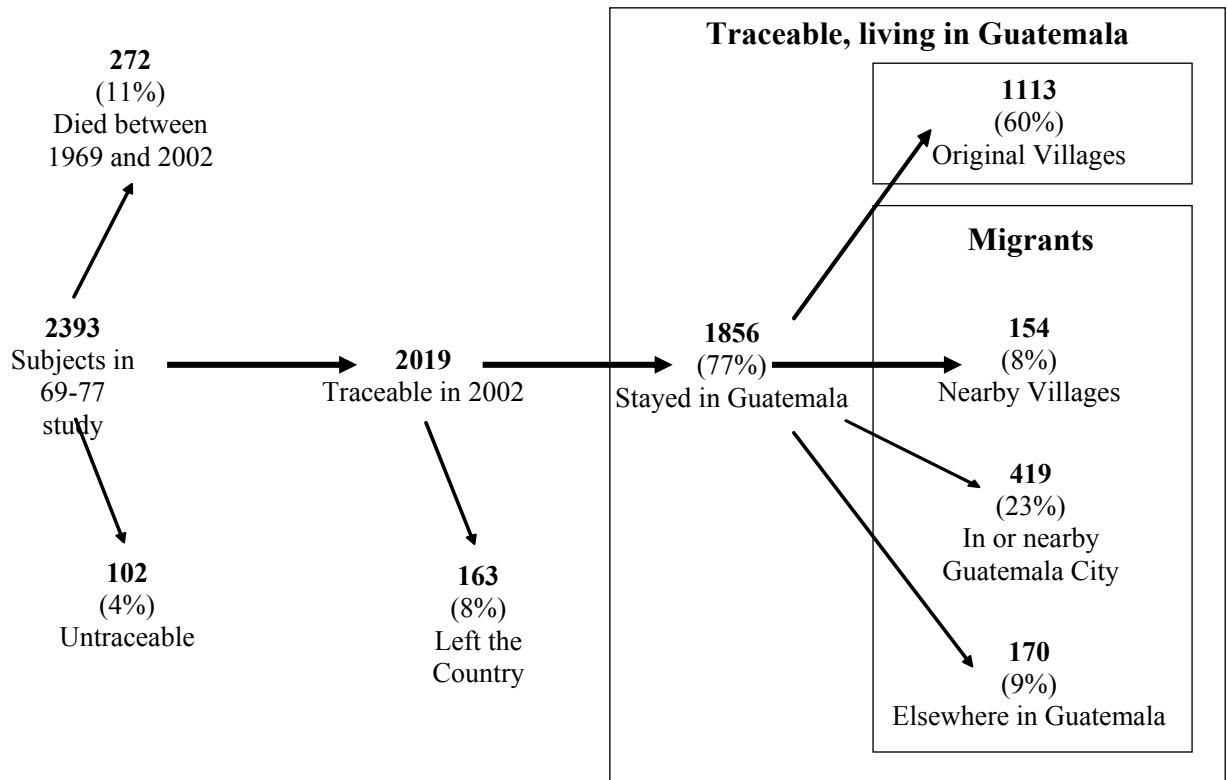 272
(11%)
Died between
1969 and 2002
2393
Subjects in
69-77
study
102
(4%)
Untraceable
2019
Traceable in 2002
163
(8%)
Left the
Country
Traceable, living in Guatemala
1856
(77%)
Stayed in Guatemala
1113
(60%)
Original Villages
Migrants
154
(8%)
Nearby Villages
419
(23%)
In or nearby
Guatemala City
170
(9%)
Elsewhere in Guatemala